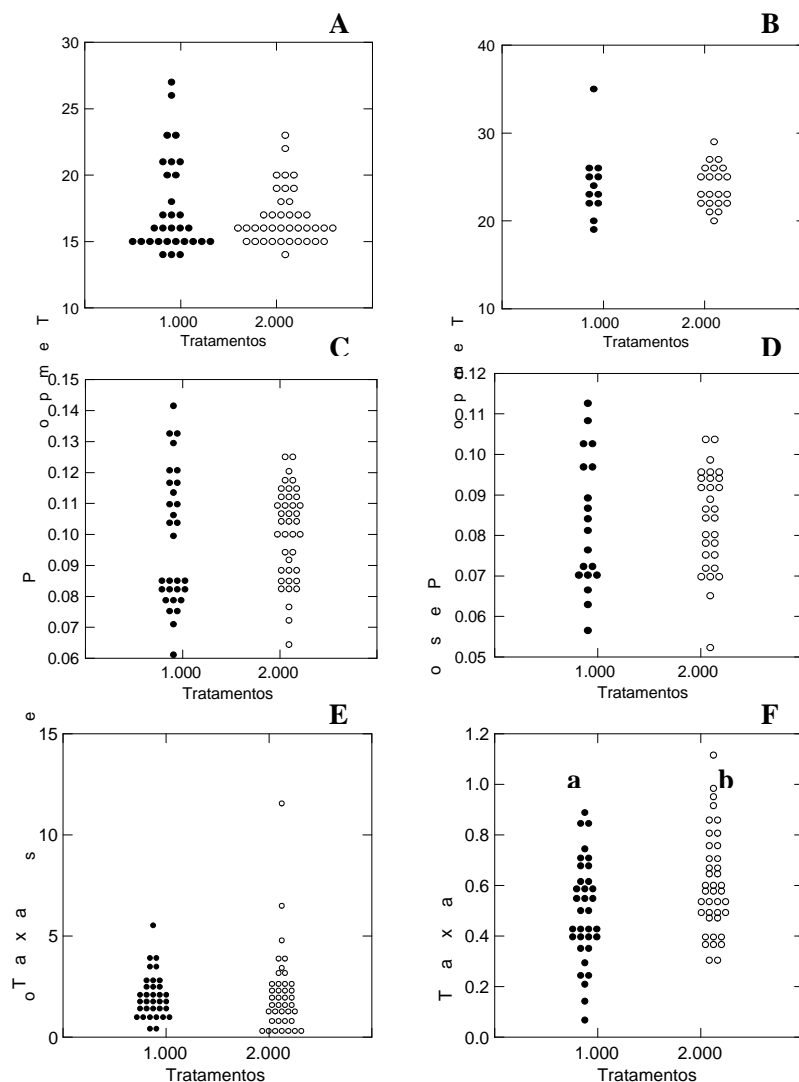 A
30
25
20
15
10
1.000 2.000
Tratamentos
T e m p o
B
40
30
20
10
1.000 2.000
Tratamentos
T e m p o
C
0.15
0.14
0.13
0.12
0.11
0.10
0.09
0.08
0.07
0.06
1.000 2.000
Tratamentos
P e s o
D
0.12
0.11
0.10
0.09
0.08
0.07
0.06
0.05
1.000 2.000
Tratamentos
P e s o
E
15
10
5
0
1.000 2.000
Tratamentos
T a x a
F
1.2
1.0
0.8
0.6
0.4
0.2
0.0
a b
1.000 2.000
Tratamentos
T a x a